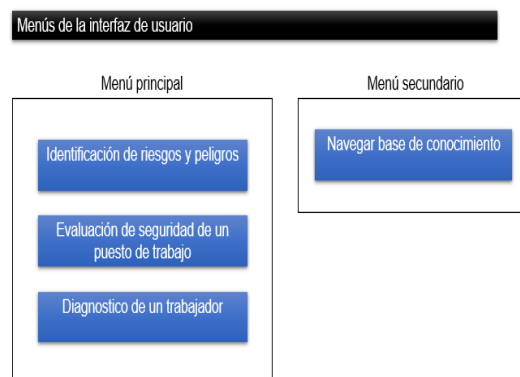 Menús de la interfaz de usuario
Menú principal
Identificación de riesgos y peligros
Evaluación de seguridad de un
puesto de trabajo
Diagnostico de un trabajador
Menú secundario
Navegar base de conocimiento